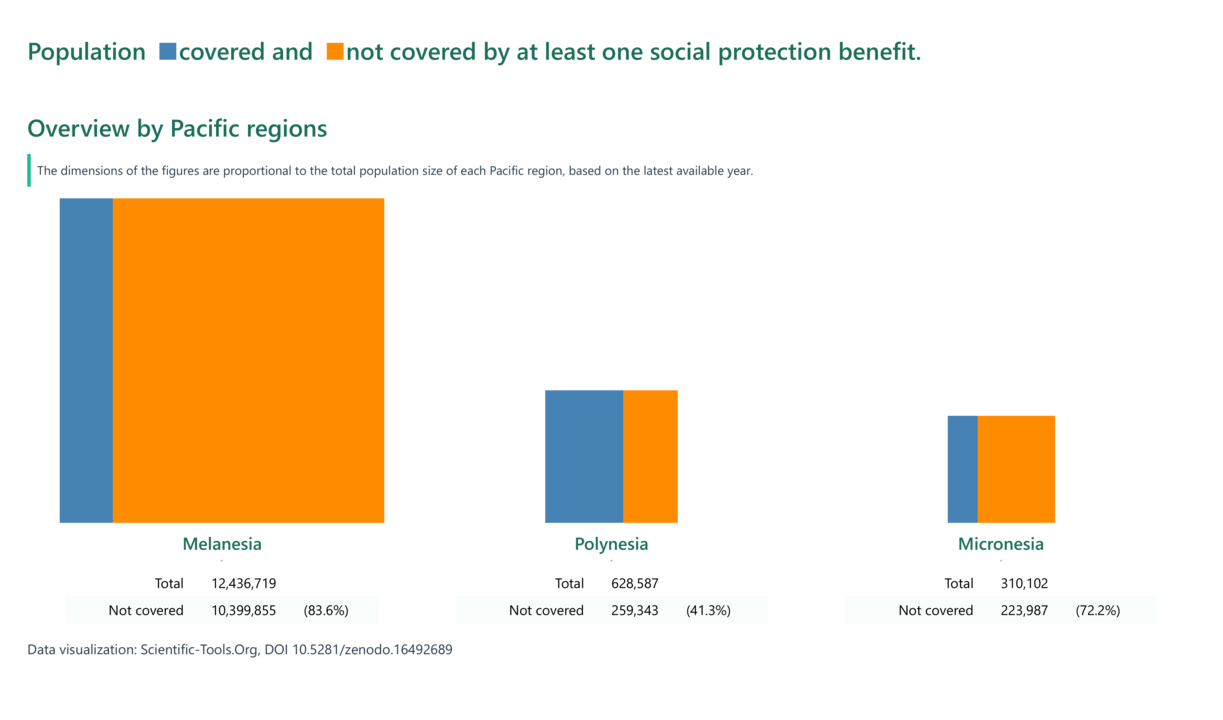 Population covered and not covered by at least one social protection benefit.
Overview by Pacific regions
The dimensions of the figures are proportional to the total population size of each Pacific region, based on the latest available year.
Melanesia Polynesia Micronesia
Total 12,436,719 Total 628,587 Total 310,102
Not covered 10,399,855 (83.6%) Not covered 259,343 (41.3%) Not covered 223,987 (72.2%)
Data visualization: Scientific-Tools.Org, DOI 10.5281/zenodo.16492689